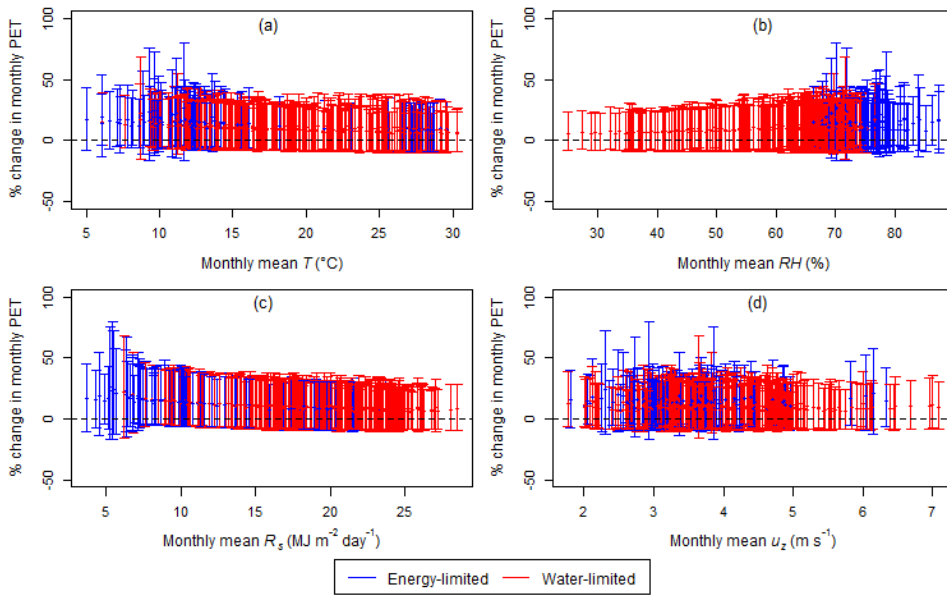 (a)
% change in monthly PET
100
50
0
-50
5
10
15
20
25
30
Monthly mean T (°C)
(b)
% change in monthly PET
100
50
0
-50
30
40
50
60
70
80
Monthly mean RH (%)
(c)
% change in monthly PET
100
50
0
-50
5
10
15
20
25
Monthly mean Rs (MJ m⁻² day⁻¹)
(d)
% change in monthly PET
100
50
0
-50
2
3
4
5
6
7
Monthly mean uz (m s⁻¹)
Energy-limited
Water-limited